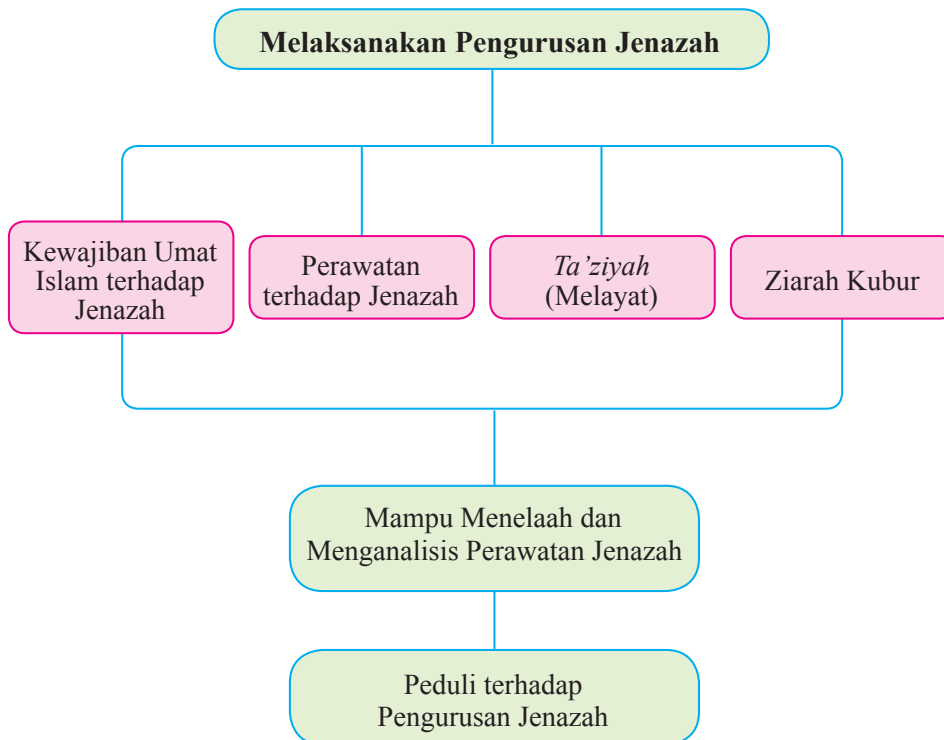 Melaksanakan Pengurusan Jenazah
Kewajiban Umat
Islam terhadap
Jenazah
Perawatan
terhadap Jenazah
Ta’ziyah
(Melayat)
Ziarah Kubur
Mampu Menelaah dan
Menganalisis Perawatan Jenazah
Peduli terhadap
Pengurusan Jenazah